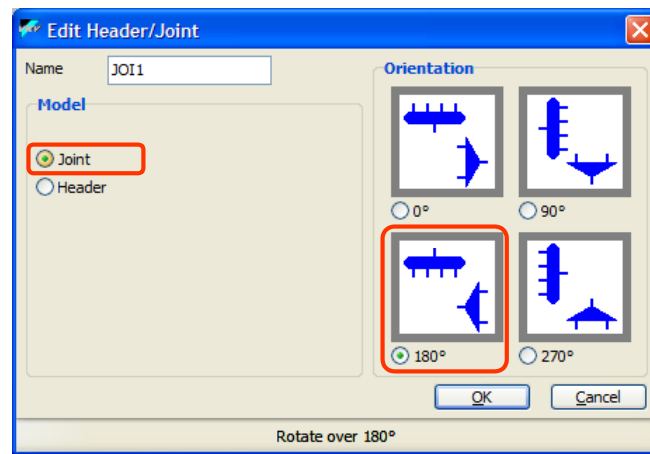 Edit Header/Joint
Name JOI1
Model
Joint
Header
Orientation
0° 90°
180° 270°
OK Cancel
Rotate over 180°